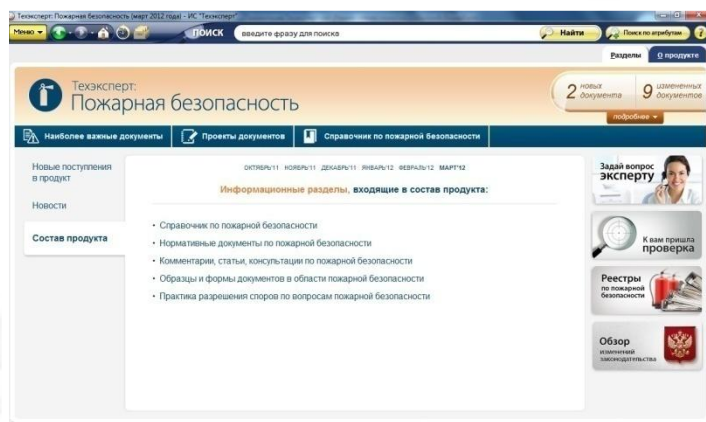 Техэксперт: Пожарная безопасность (март 2012 года) - ИС "Техэксперт"
Меню
ПОИСК
введите фразу для поиска
Найти
Поиск по атрибутам
?
Разделы
О продукте
Техэксперт:
Пожарная безопасность
2 новых документа
9 измененных документов
подробнее
Наиболее важные документы
Проекты документов
Справочник по пожарной безопасности
Новые поступления
в продукт
Новости
Состав продукта
ОКТЯБРЬ'11 НОЯБРЬ'11 ДЕКАБРЬ'11 ЯНВАРЬ'12 ФЕВРАЛЬ'12 МАРТ'12
Информационные разделы, входящие в состав продукта:
• Справочник по пожарной безопасности
• Нормативные документы по пожарной безопасности
• Комментарии, статьи, консультации по пожарной безопасности
• Образцы и формы документов в области пожарной безопасности
• Практика разрешения споров по вопросам пожарной безопасности
Задай вопрос
эксперту
К вам пришла
проверка
Реестры
по пожарной
безопасности
Обзор
изменений
законодательства